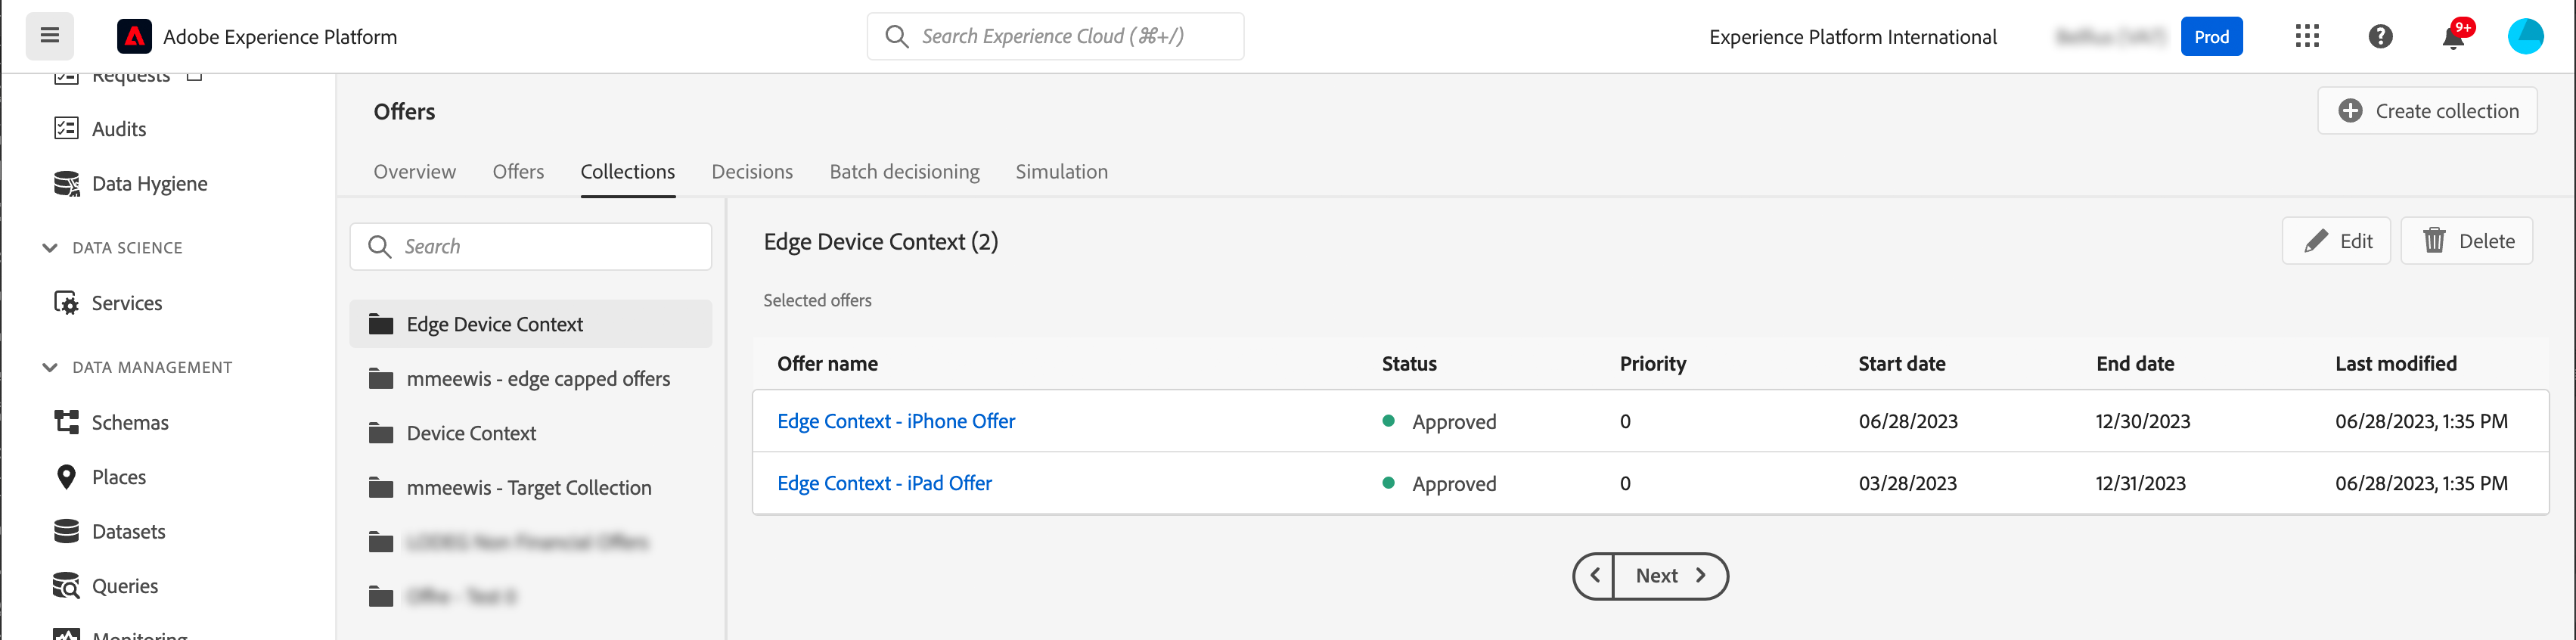 Adobe Experience Platform
Search Experience Cloud (⌘+/)
Experience Platform International
Prod
9+
Requests
Audits
Data Hygiene
DATA SCIENCE
Services
DATA MANAGEMENT
Schemas
Places
Datasets
Queries
Monitoring
Offers
Create collection
Overview Offers Collections Decisions Batch decisioning Simulation
Search
Edge Device Context
mmeewis - edge capped offers
Device Context
mmeewis - Target Collection
Edge Device Context (2)
Edit Delete
Selected offers
Offer name Status Priority Start date End date Last modified
Edge Context - iPhone Offer Approved 0 06/28/2023 12/30/2023 06/28/2023, 1:35 PM
Edge Context - iPad Offer Approved 0 03/28/2023 12/31/2023 06/28/2023, 1:35 PM
Next